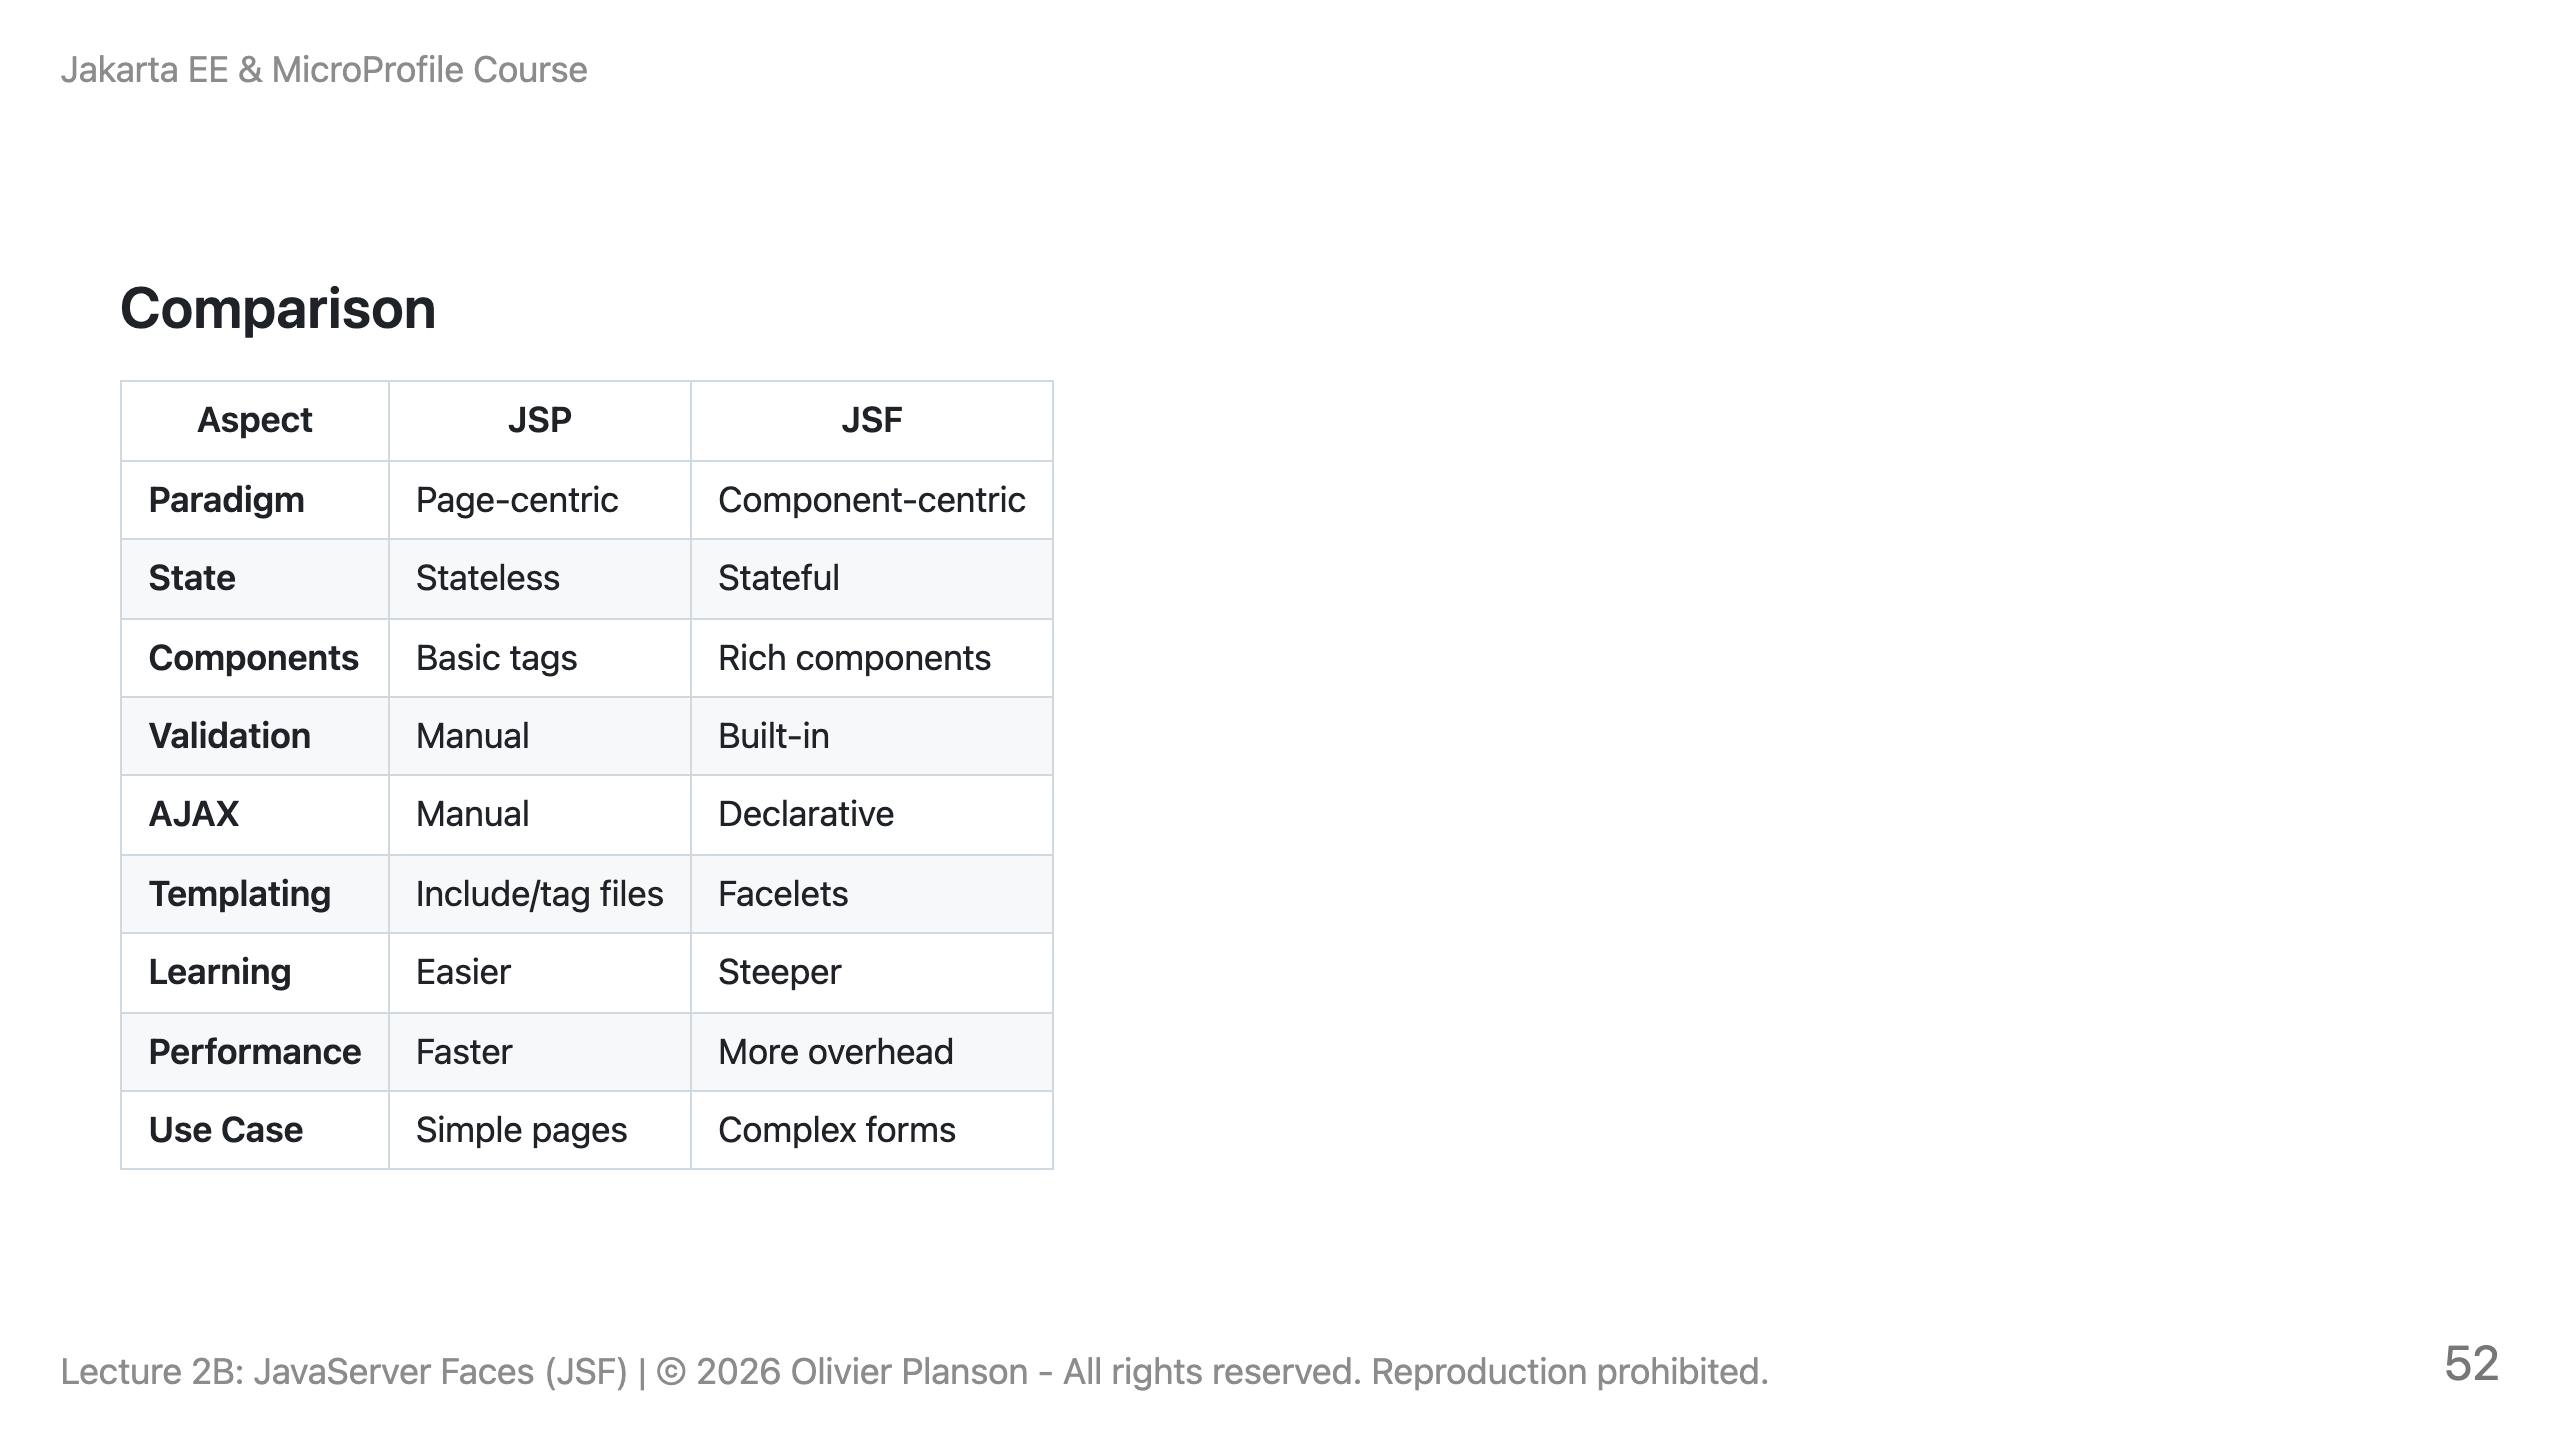 Jakarta EE & MicroProfile Course
Comparison
Aspect JSP JSF
Paradigm Page-centric Component-centric
State Stateless Stateful
Components Basic tags Rich components
Validation Manual Built-in
AJAX Manual Declarative
Templating Include/tag files Facelets
Learning Easier Steeper
Performance Faster More overhead
Use Case Simple pages Complex forms
Lecture 2B: JavaServer Faces (JSF) | © 2026 Olivier Planson - All rights reserved. Reproduction prohibited. 52